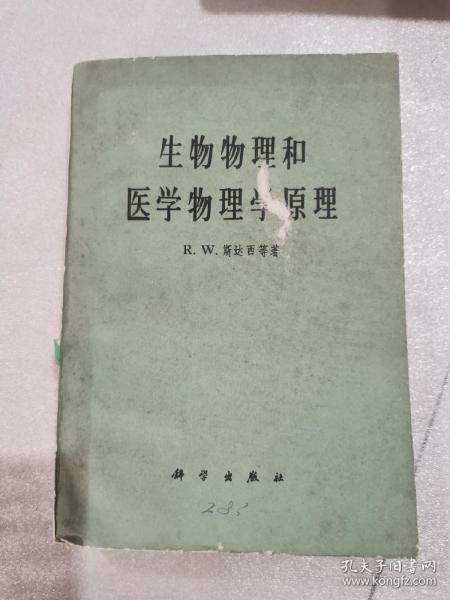 生物物理和
医学物理学原理
R. W. 斯达西等著
科学出版社
孔夫子旧书网
www.kongfz.com